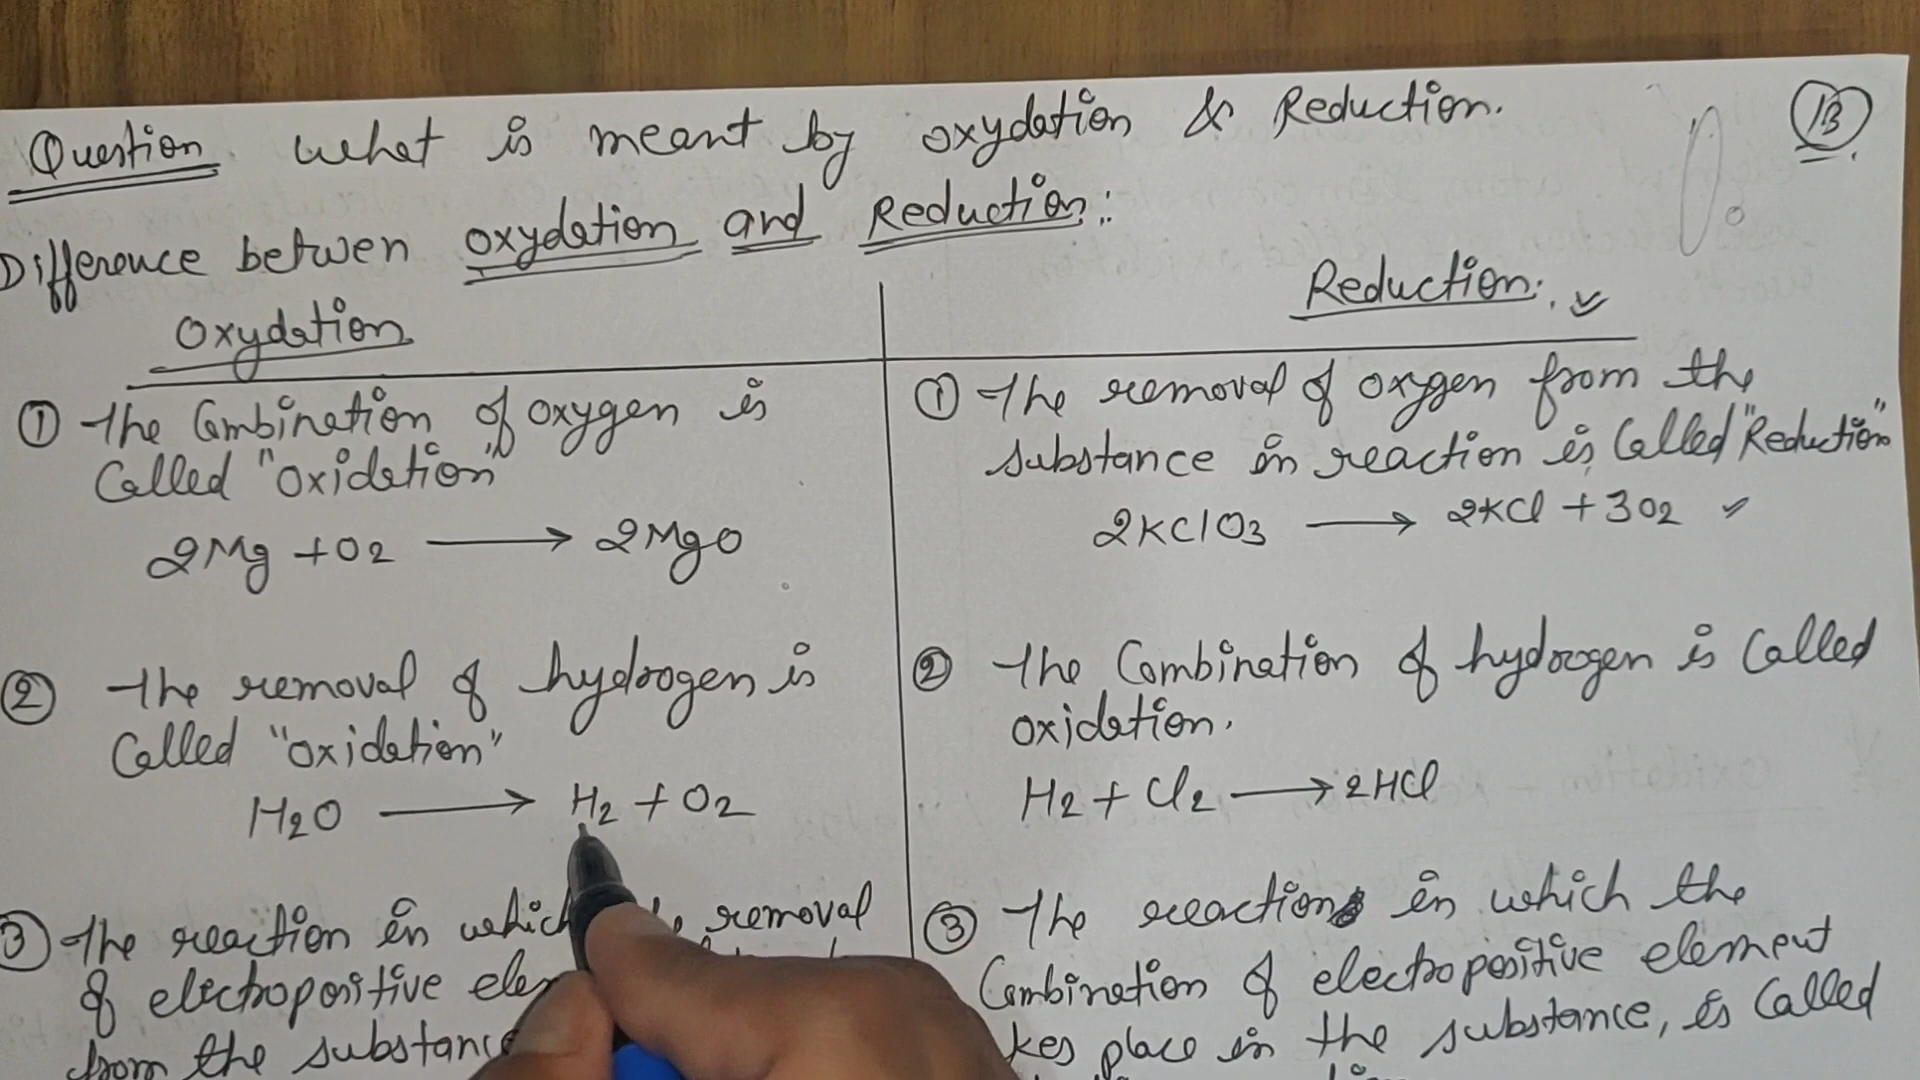 Question what is meant by oxydation & Reduction.
13
Difference betwen oxydation and Reduction:
Oxydation
① The Combination of oxygen is
Called "Oxidation"
2Mg + O2 → 2MgO
② The removal of hydrogen is
Called "oxidation"
H2O → H2 + O2
③ The reaction in which removal
of electropositive
from the substance
Reduction:
① The removal of oxygen from the
substance in reaction is Called "Reduction"
2KClO3 → 2KCl + 3O2
② The Combination of hydrogen is Called
oxidation.
H2 + Cl2 → 2HCl
③ The reaction in which the
Combination of electropositive element
kes place in the substance, is Called